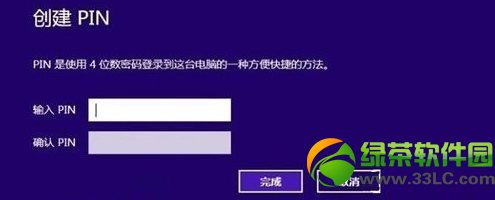 创建 PIN
PIN 是使用 4 位数密码登录到这台电脑的一种方便快捷的方法。
输入 PIN
确认 PIN
完成
取消
绿茶软件园
www.33LC.com